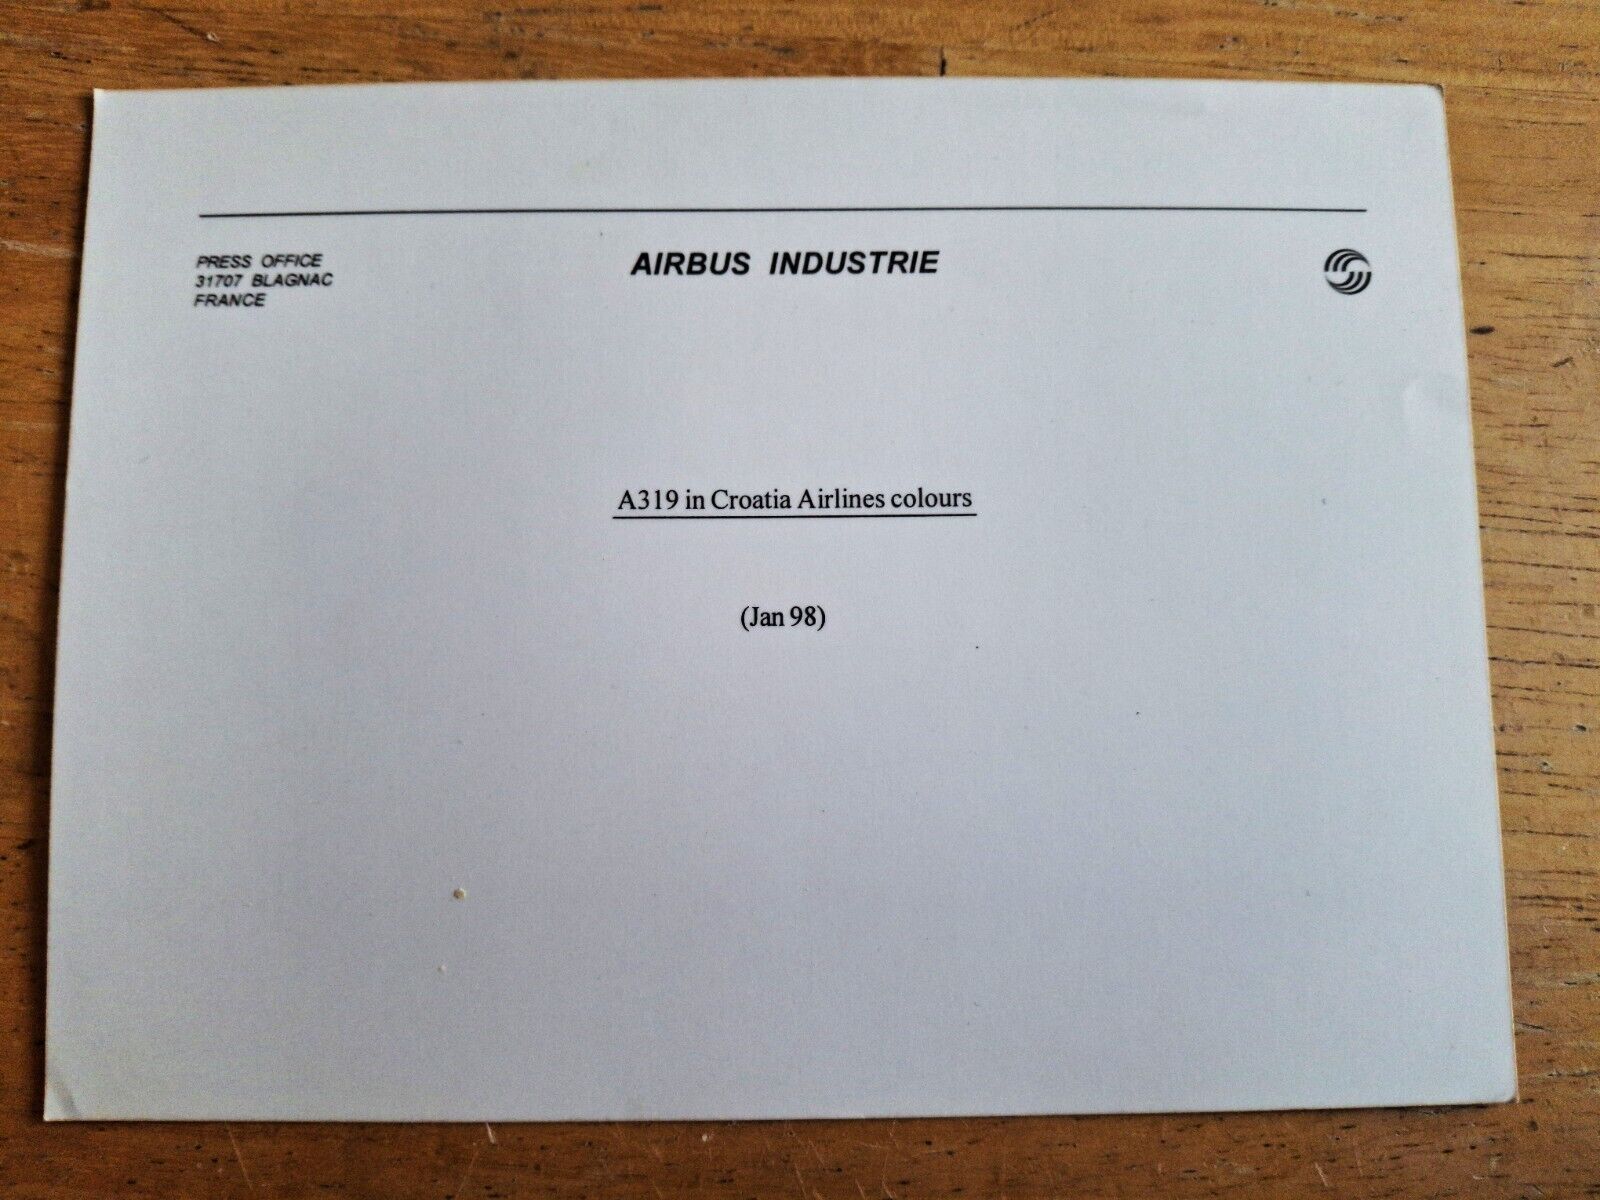 PRESS OFFICE
31707 BLAGNAC
FRANCE
AIRBUS INDUSTRIE
A319 in Croatia Airlines colours
(Jan 98)